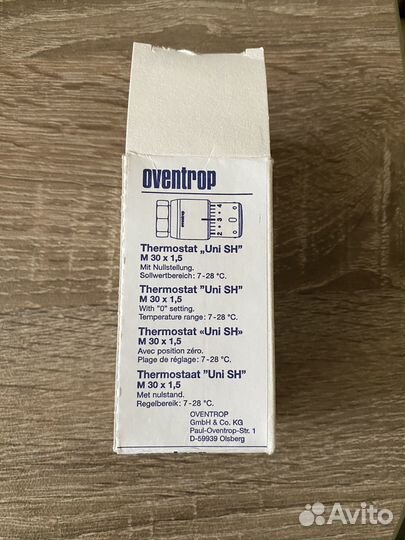 oventrop
2 • 3 • 4
Thermostat „Uni SH"
M 30 x 1,5
Mit Nullstellung.
Sollwertbereich: 7-28 °C.
Thermostat "Uni SH"
M 30 x 1,5
With "0" setting.
Temperature range: 7-28 °C.
Thermostat «Uni SH»
M 30 x 1,5
Avec position zéro.
Plage de réglage: 7-28 °C.
Thermostaat "Uni SH"
M 30 x 1,5
Met nulstand.
Regelbereik: 7-28 °C.
OVENTROP
GmbH & Co. KG
Paul-Oventrop-Str. 1
D-59939 Olsberg
Avito